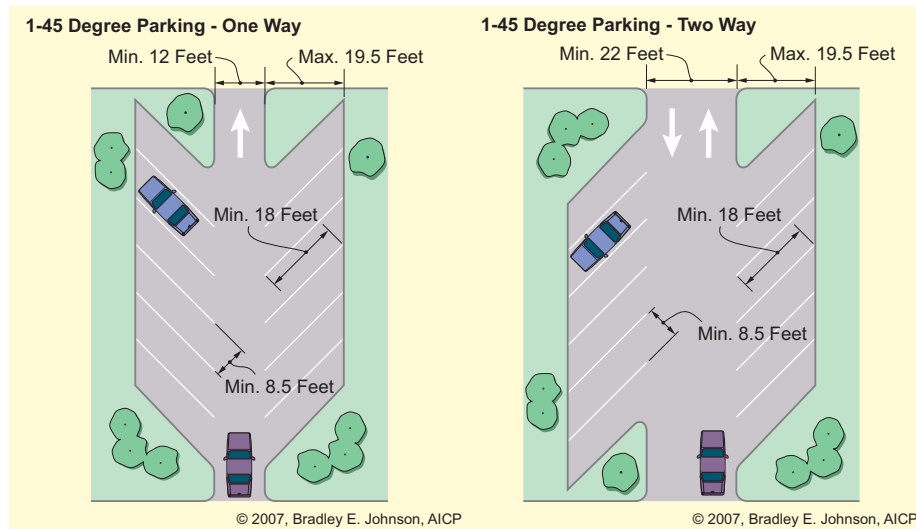 1-45 Degree Parking - One Way
Min. 12 Feet
Max. 19.5 Feet
Min. 18 Feet
Min. 8.5 Feet
© 2007, Bradley E. Johnson, AICP
1-45 Degree Parking - Two Way
Min. 22 Feet
Max. 19.5 Feet
Min. 18 Feet
Min. 8.5 Feet
© 2007, Bradley E. Johnson, AICP